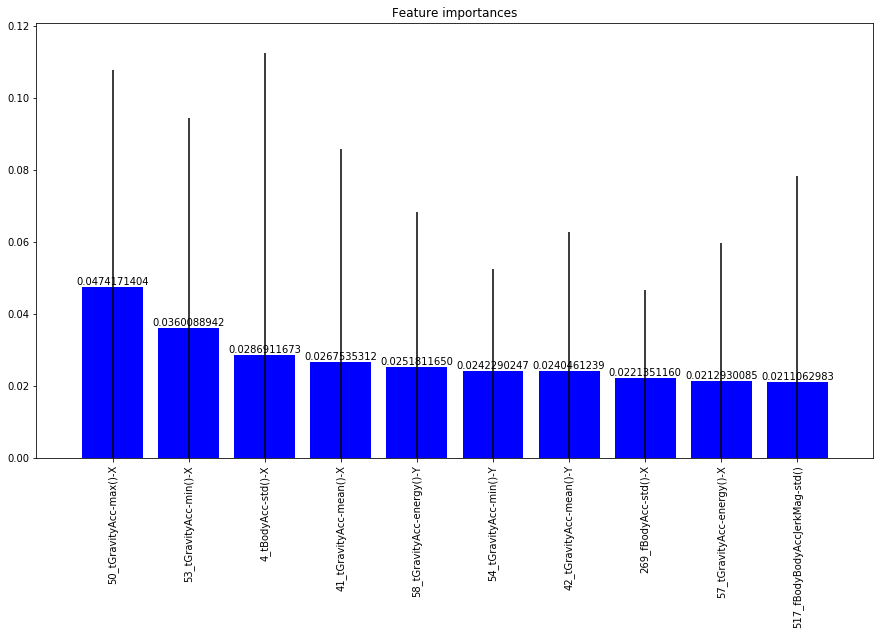 Feature importances
0.12
0.10
0.08
0.06
0.04
0.02
0.00
0.0474171404
0.0360088942
0.0286911673
0.0267535312
0.0251811650
0.0242290247
0.0240461239
0.0221351160
0.0212930085
0.0211062983
50_tGravityAcc-max()-X
53_tGravityAcc-min()-X
4_tBodyAcc-std()-X
41_tGravityAcc-mean()-X
58_tGravityAcc-energy()-Y
54_tGravityAcc-min()-Y
42_tGravityAcc-mean()-Y
269_fBodyAcc-std()-X
57_tGravityAcc-energy()-X
517_fBodyBodyAccJerkMag-std()